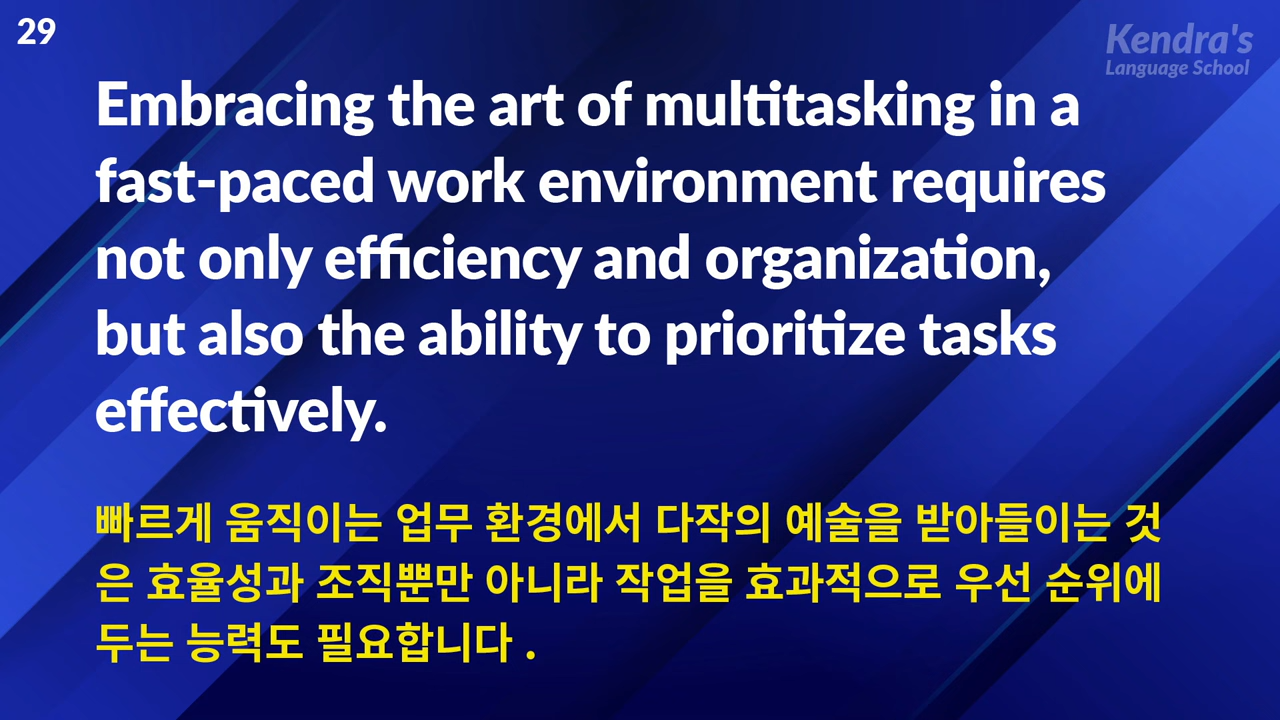 29
Kendra's
Language School
Embracing the art of multitasking in a
fast-paced work environment requires
not only efficiency and organization,
but also the ability to prioritize tasks
effectively.
빠르게 움직이는 업무 환경에서 다작의 예술을 받아들이는 것
은 효율성과 조직뿐만 아니라 작업을 효과적으로 우선 순위에
두는 능력도 필요합니다 .